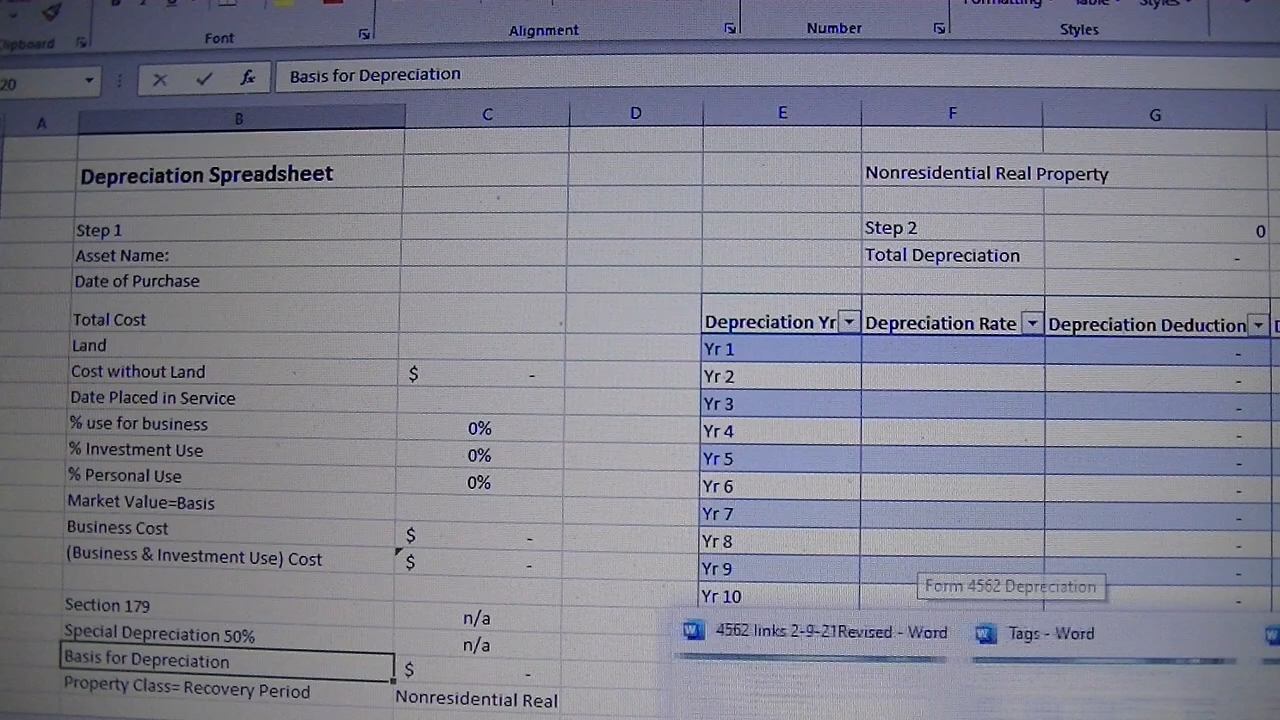 Clipboard
Font
Alignment
Number
Styles
20
fx
Basis for Depreciation
A B C D E F G
Depreciation Spreadsheet
Nonresidential Real Property
Step 1
Step 2 0
Asset Name:
Total Depreciation -
Date of Purchase
Total Cost
Depreciation Yr Depreciation Rate Depreciation Deduction
Land
Yr 1 -
Cost without Land $ -
Yr 2 -
Date Placed in Service
Yr 3 -
% use for business 0%
Yr 4 -
% Investment Use 0%
Yr 5 -
% Personal Use 0%
Yr 6 -
Market Value=Basis
Yr 7 -
Business Cost $ -
Yr 8 -
(Business & Investment Use) Cost $ -
Yr 9 -
Form 4562 Depreciation
Yr 10 -
Section 179 n/a
Special Depreciation 50% n/a
4562 links 2-9-21Revised - Word
Tags - Word
Basis for Depreciation $ -
Property Class= Recovery Period Nonresidential Real